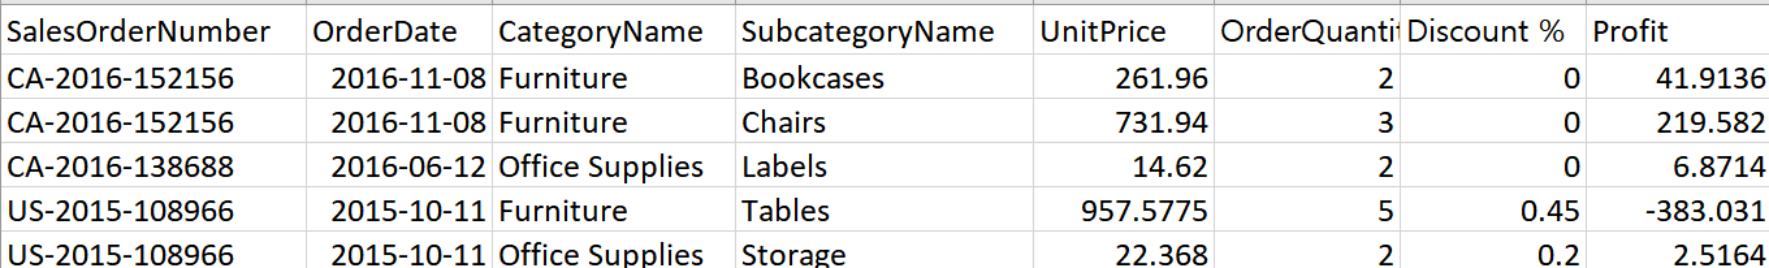 SalesOrderNumber OrderDate CategoryName SubcategoryName UnitPrice OrderQuanti Discount % Profit
CA-2016-152156 2016-11-08 Furniture Bookcases 261.96 2 0 41.9136
CA-2016-152156 2016-11-08 Furniture Chairs 731.94 3 0 219.582
CA-2016-138688 2016-06-12 Office Supplies Labels 14.62 2 0 6.8714
US-2015-108966 2015-10-11 Furniture Tables 957.5775 5 0.45 -383.031
US-2015-108966 2015-10-11 Office Supplies Storage 22.368 2 0.2 2.5164